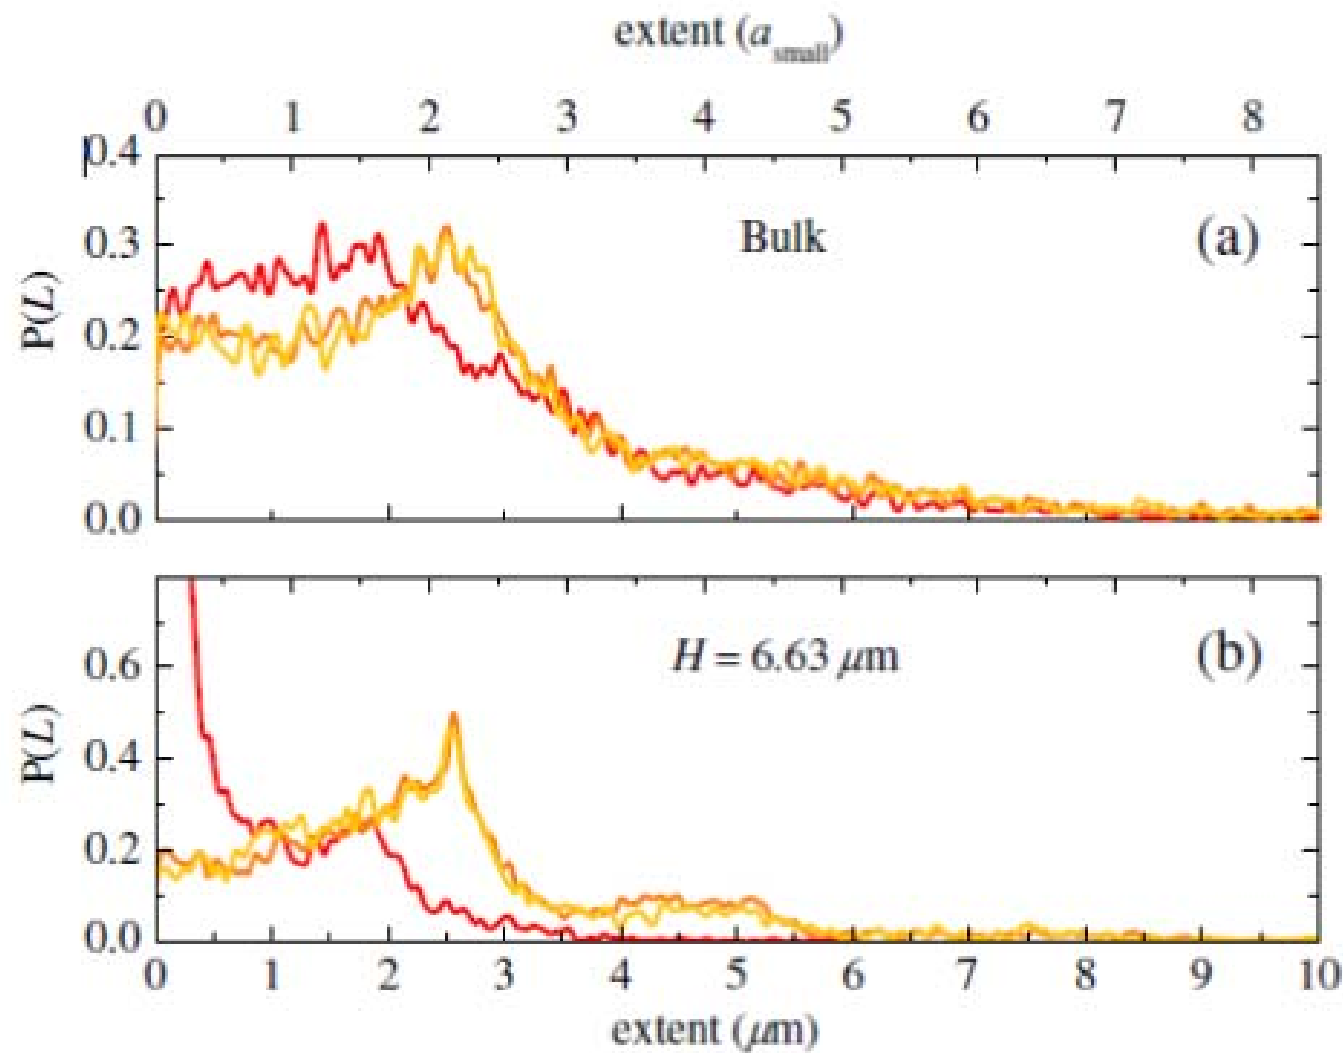 extent (a_small)
0 1 2 3 4 5 6 7 8
0.4
0.3
0.2
0.1
0.0
P(L)
Bulk
(a)
0.6
0.4
0.2
0.0
P(L)
H = 6.63 μm
(b)
0 1 2 3 4 5 6 7 8 9 10
extent (μm)